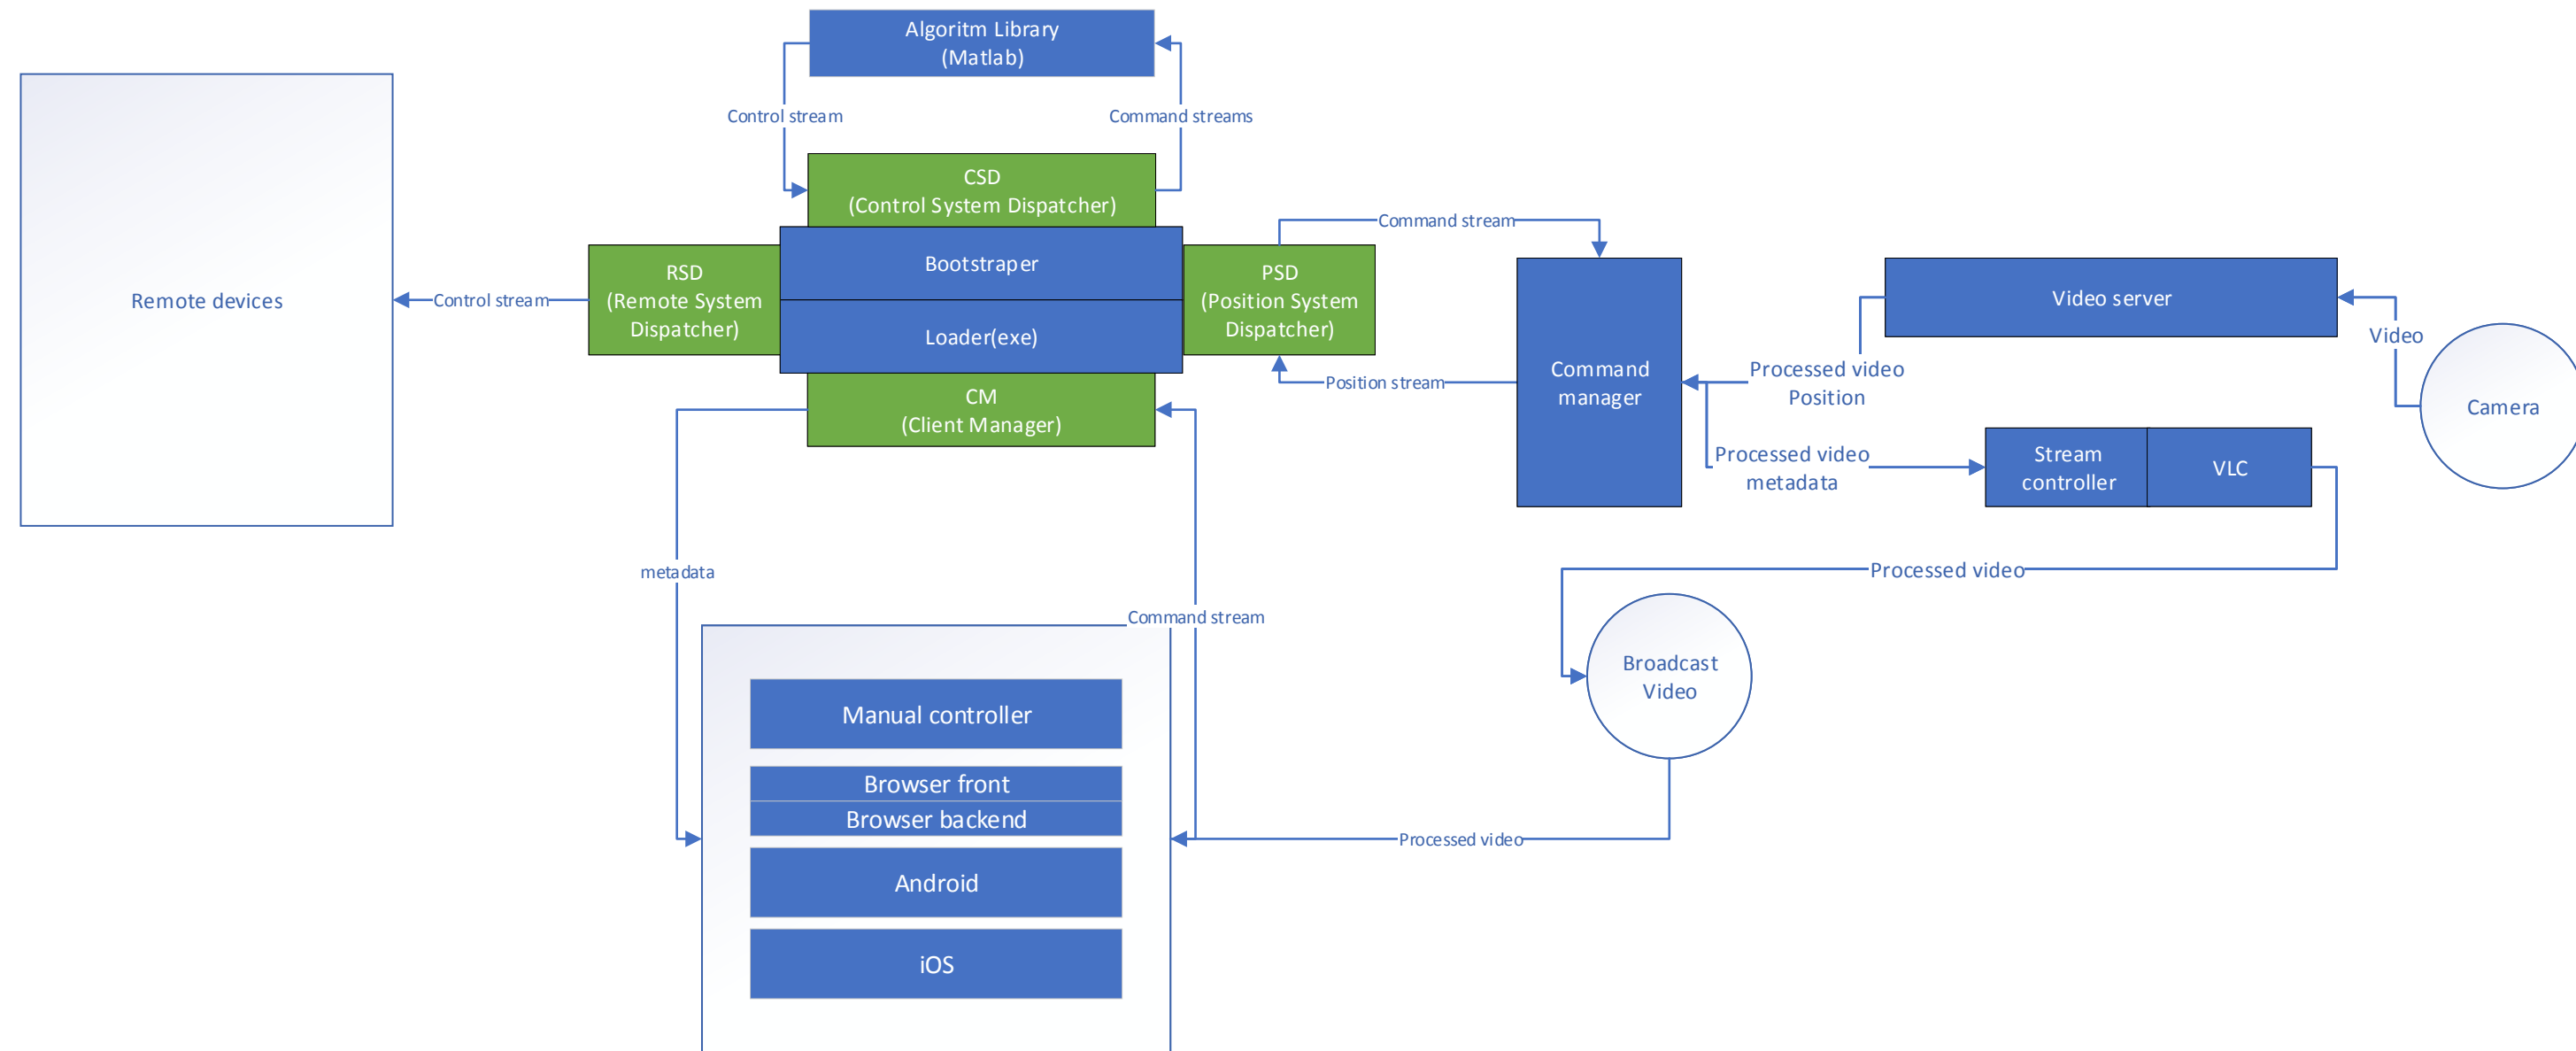 Algoritm Library
(Matlab)
Control stream
Command streams
CSD
(Control System Dispatcher)
Command stream
Bootstraper
RSD
(Remote System
Dispatcher)
PSD
(Position System
Dispatcher)
Remote devices
Control stream
Loader(exe)
Video server
Video
Command
manager
Processed video
Position
Position stream
CM
(Client Manager)
Camera
Processed video
metadata
Stream
controller
VLC
metadata
Processed video
Command stream
Broadcast
Video
Manual controller
Browser front
Browser backend
Processed video
Android
iOS